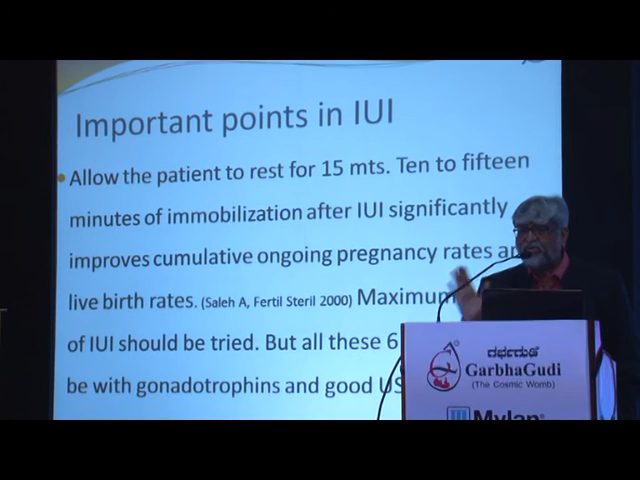 Important points in IUI
Allow the patient to rest for 15 mts. Ten to fifteen
minutes of immobilization after IUI significantly
improves cumulative ongoing pregnancy rates
live birth rates. (Saleh A, Fertil Steril 2000) Maximum
of IUI should be tried. But all these 6
be with gonadotrophins and good US
ಗರ್ಭಗುಡಿ
GarbhaGudi
(The Cosmic Womb)
Mylan